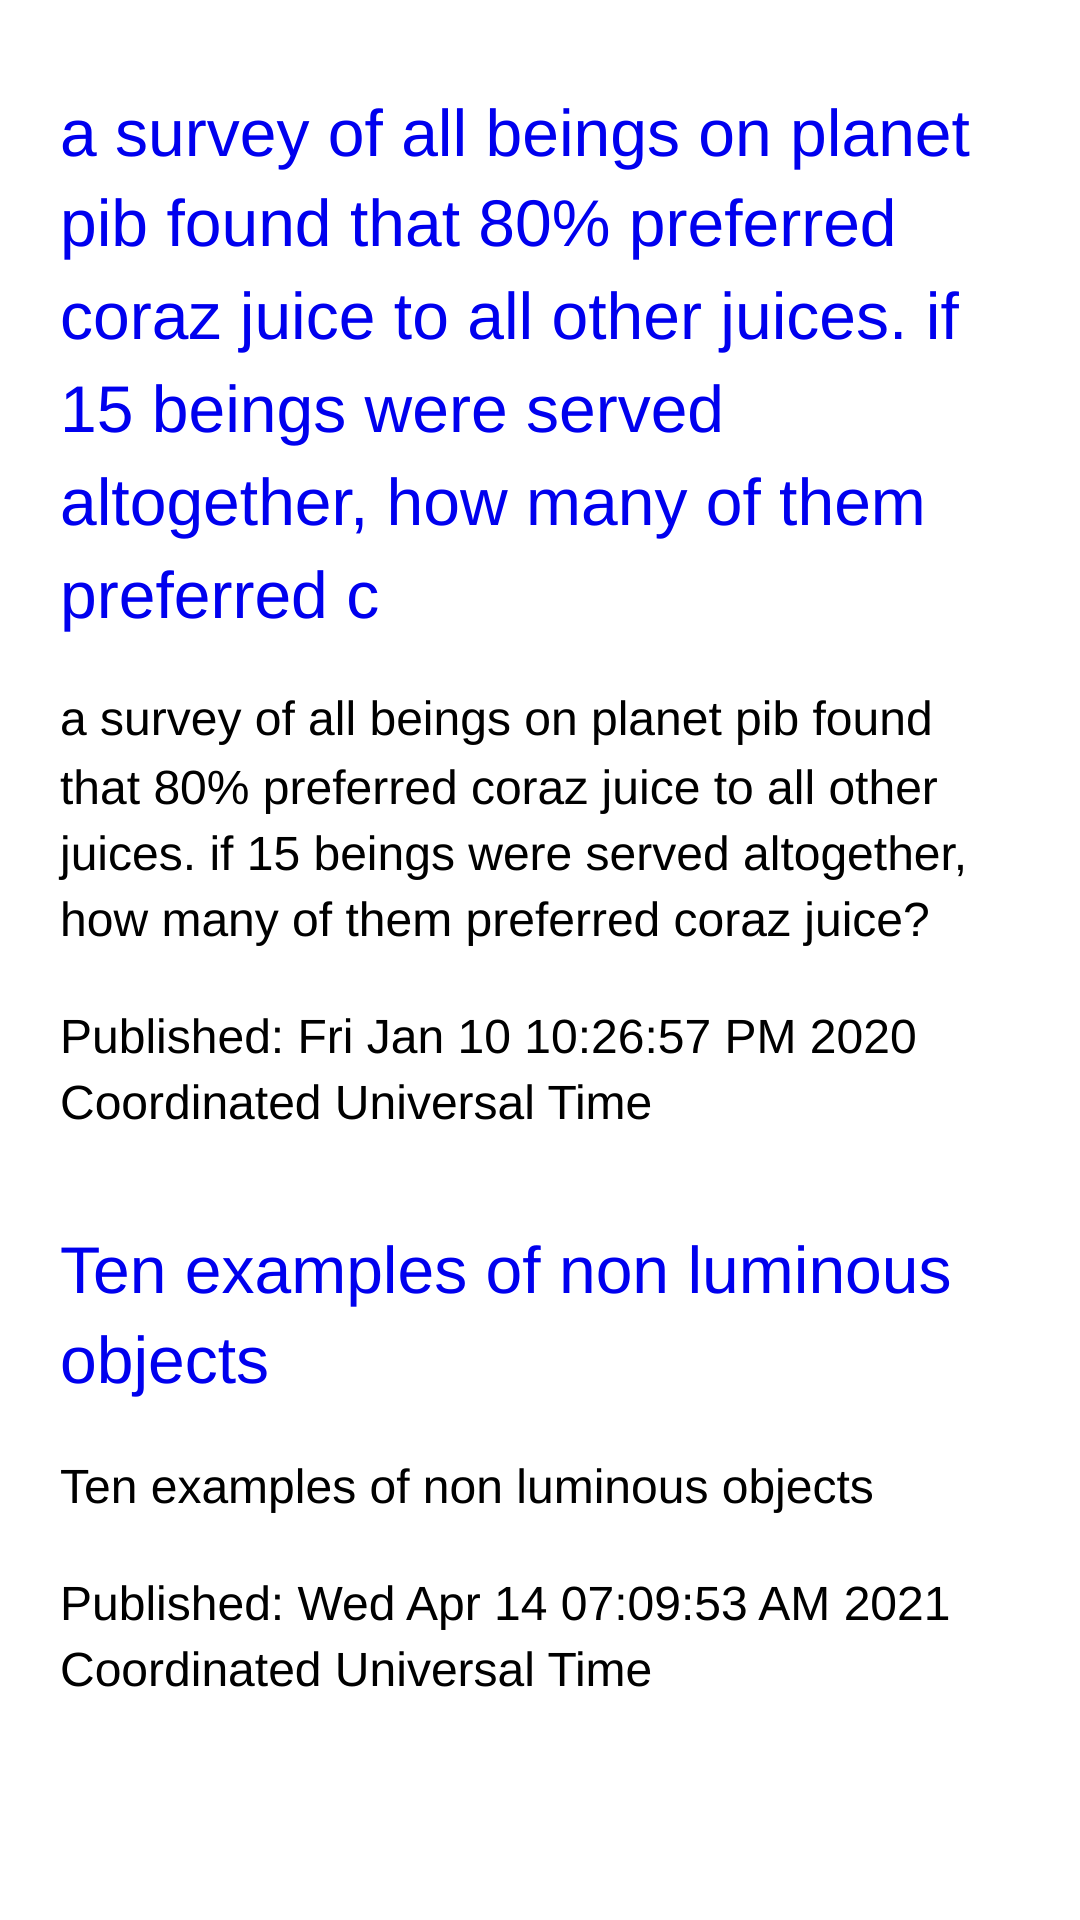 a survey of all beings on planet
pib found that 80% preferred
coraz juice to all other juices. if
15 beings were served
altogether, how many of them
preferred c
a survey of all beings on planet pib found
that 80% preferred coraz juice to all other
juices. if 15 beings were served altogether,
how many of them preferred coraz juice?
Published: Fri Jan 10 10:26:57 PM 2020
Coordinated Universal Time
Ten examples of non luminous
objects
Ten examples of non luminous objects
Published: Wed Apr 14 07:09:53 AM 2021
Coordinated Universal Time